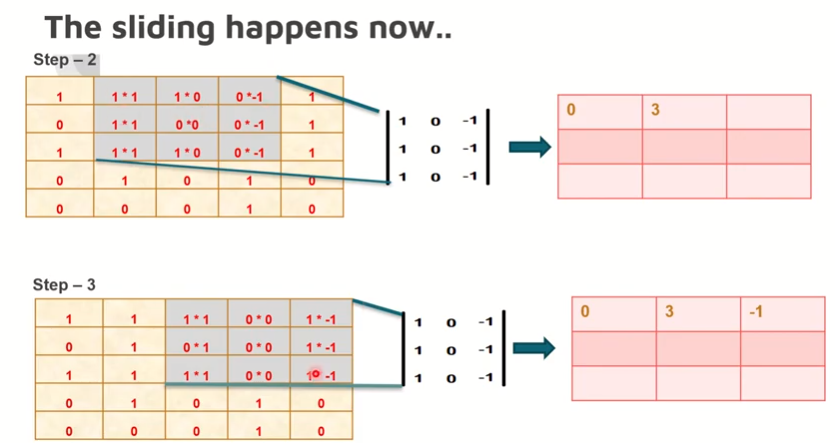 The sliding happens now..
Step – 2
1 1 * 1 1 * 0 0 *-1 1
0 1 * 1 0 *0 0 * -1 1
1 1 * 1 1 * 0 0 * -1 1
0 1 0 1 0
0 0 0 1 0
1 0 -1
1 0 -1
1 0 -1
0 3
Step – 3
1 1 1 * 1 0 * 0 1 * -1
0 1 0 * 1 0 * 0 1 * -1
1 1 1 * 1 0 * 0 -1
0 1 0 1 0
0 0 0 1 0
1 0 -1
1 0 -1
1 0 -1
0 3 -1